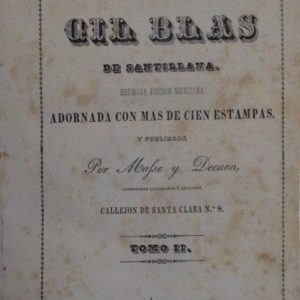 GIL BLAS
DE SANTILLANA.
HERMOSA EDICION MEXICANA
ADORNADA CON MAS DE CIEN ESTAMPAS,
Y PUBLICADA
Por Masse y Decaen,
CALLEJON DE SANTA CLARA N.º 8.
TOMO II.